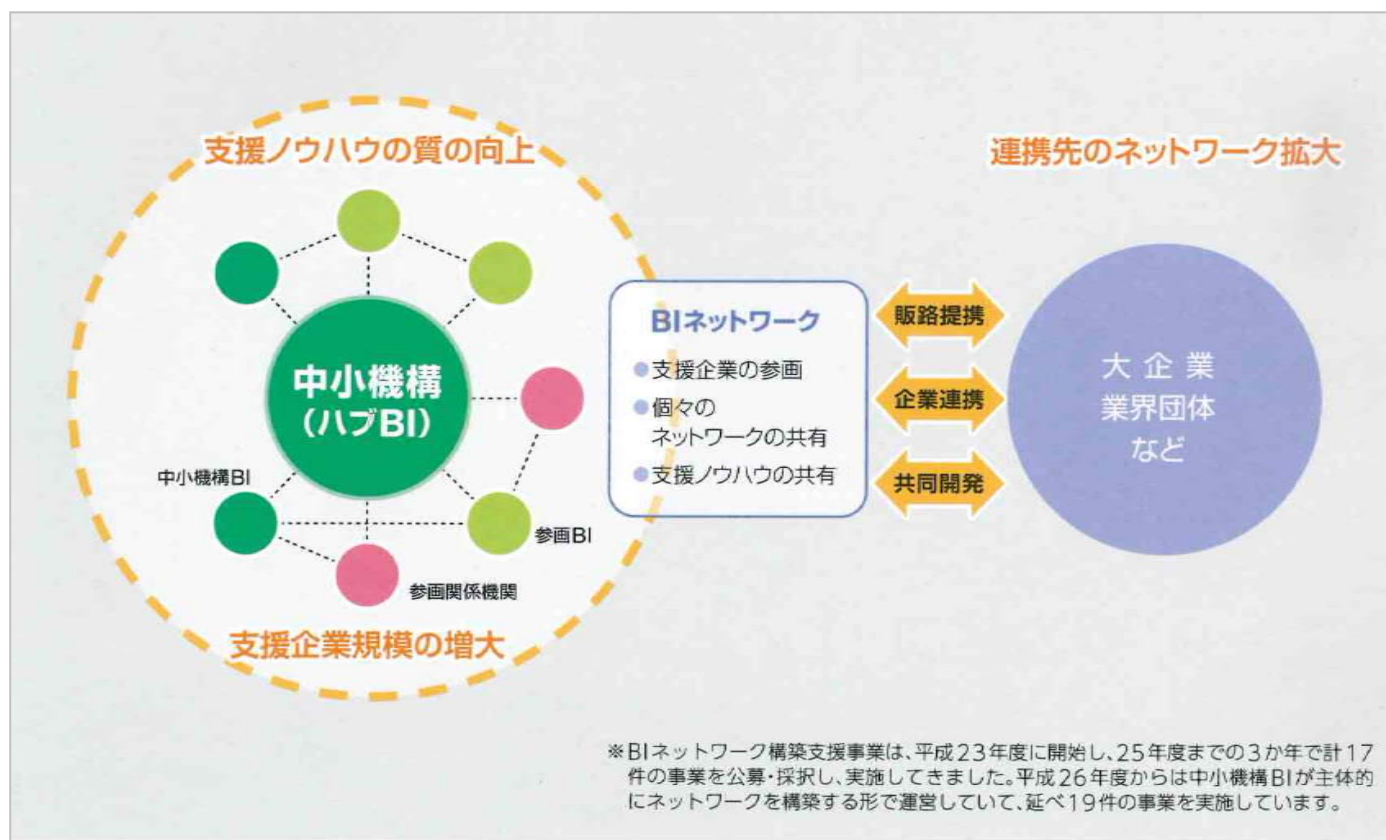 支援ノウハウの質の向上
連携先のネットワーク拡大
中小機構
(ハブBI)
中小機構BI
参画BI
参画関係機関
支援企業規模の増大
BIネットワーク
●支援企業の参画
●個々の
ネットワークの共有
●支援ノウハウの共有
販路提携
企業連携
共同開発
大企業
業界団体
など
※BIネットワーク構築支援事業は、平成23年度に開始し、25年度までの3か年で計17
件の事業を公募・採択し、実施してきました。平成26年度からは中小機構BIが主体的
にネットワークを構築する形で運営していて、延べ19件の事業を実施しています。